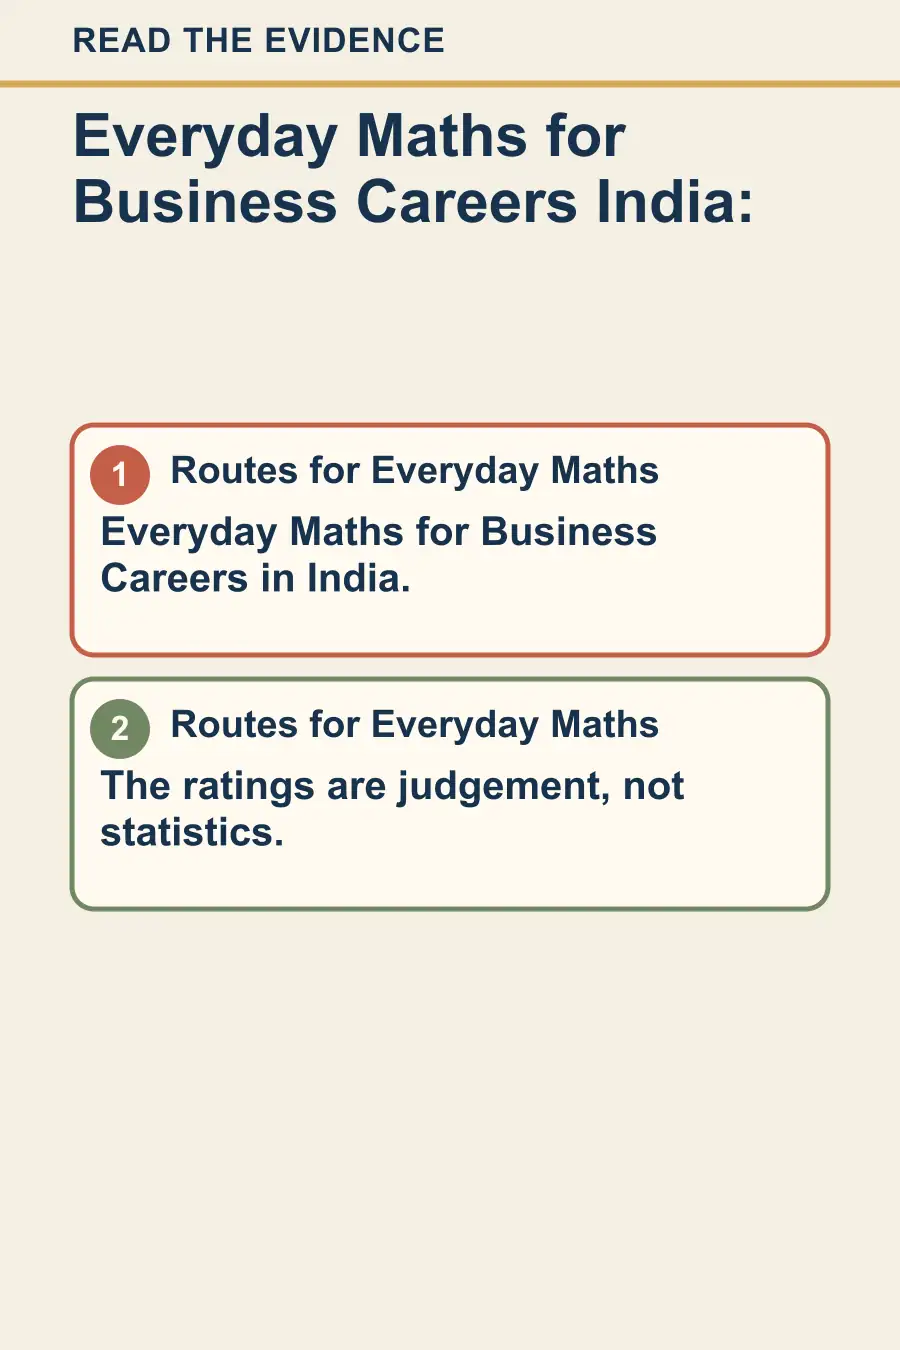 READ THE EVIDENCE
Everyday Maths for
Business Careers India:
1 Routes for Everyday Maths
Everyday Maths for Business
Careers in India.
2 Routes for Everyday Maths
The ratings are judgement, not
statistics.